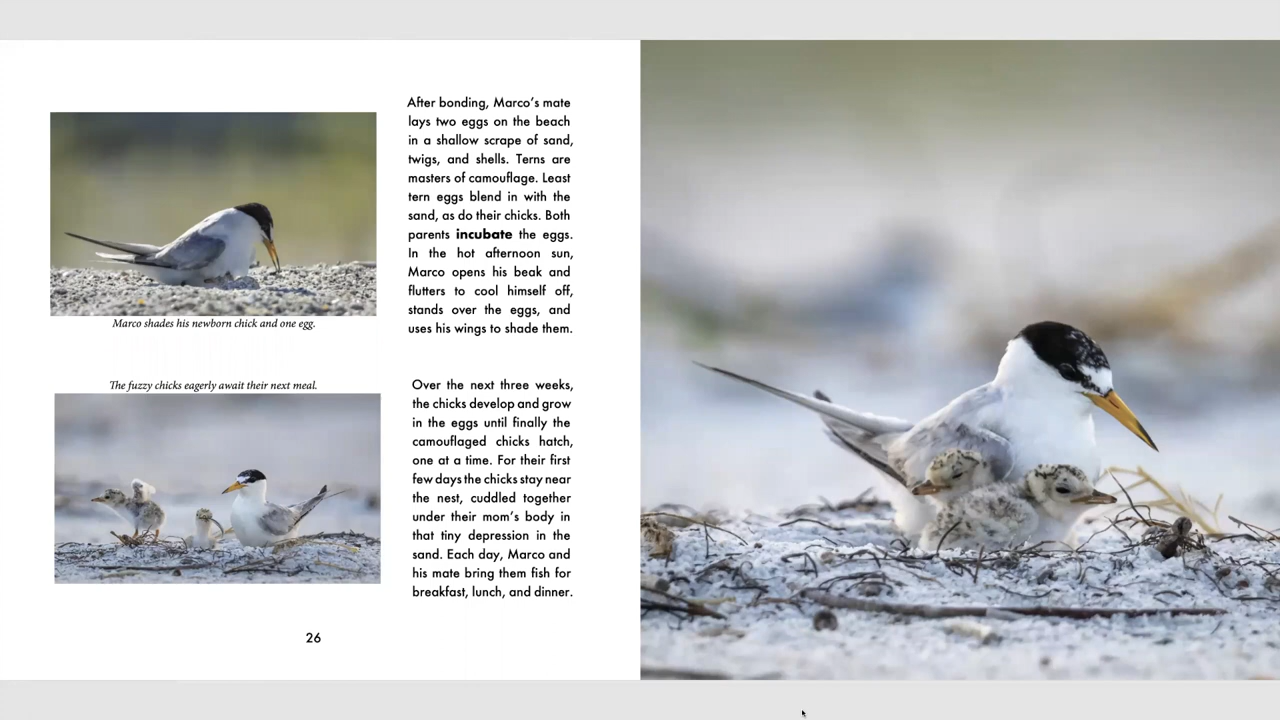 After bonding, Marco's mate
lays two eggs on the beach
in a shallow scrape of sand,
twigs, and shells. Terns are
masters of camouflage. Least
tern eggs blend in with the
sand, as do their chicks. Both
parents incubate the eggs.
In the hot afternoon sun,
Marco opens his beak and
flutters to cool himself off,
stands over the eggs, and
uses his wings to shade them.
Marco shades his newborn chick and one egg.
The fuzzy chicks eagerly await their next meal.
Over the next three weeks,
the chicks develop and grow
in the eggs until finally the
camouflaged chicks hatch,
one at a time. For their first
few days the chicks stay near
the nest, cuddled together
under their mom's body in
that tiny depression in the
sand. Each day, Marco and
his mate bring them fish for
breakfast, lunch, and dinner.
26